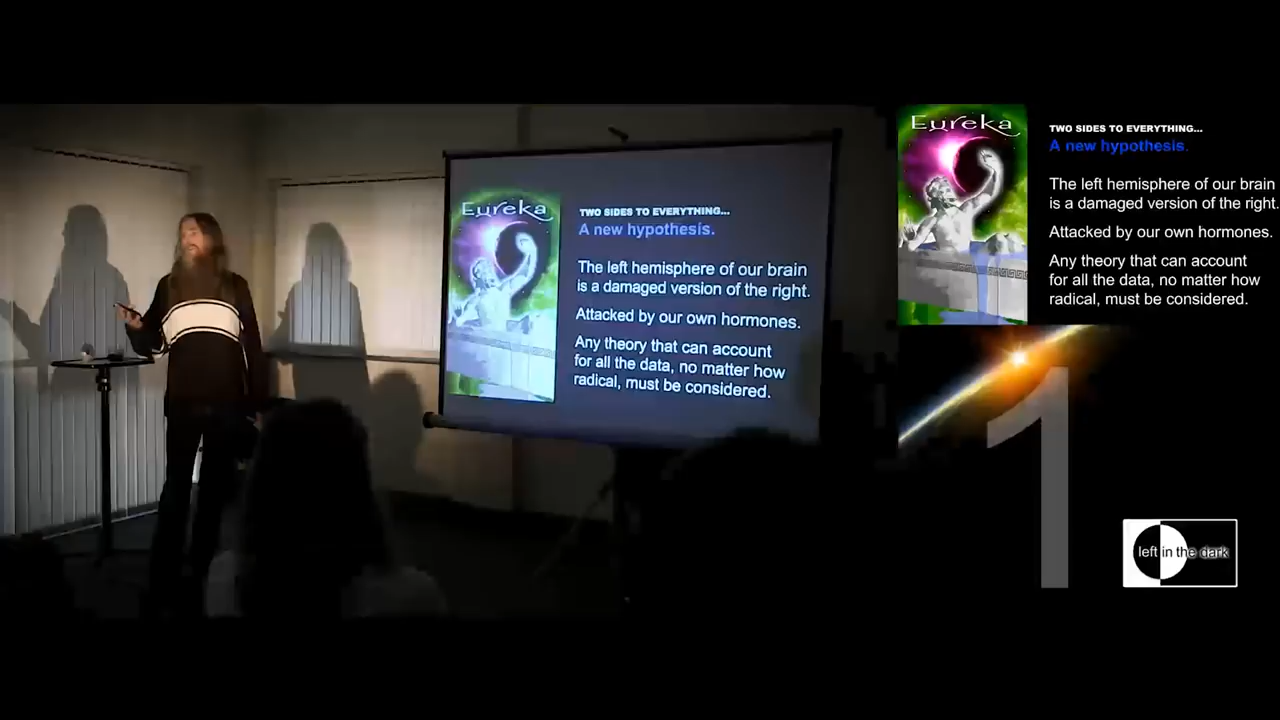 Eureka
TWO SIDES TO EVERYTHING...
A new hypothesis.
The left hemisphere of our brain
is a damaged version of the right.
Attacked by our own hormones.
Any theory that can account
for all the data, no matter how
radical, must be considered.
Eureka
TWO SIDES TO EVERYTHING...
A new hypothesis.
The left hemisphere of our brain
is a damaged version of the right.
Attacked by our own hormones.
Any theory that can account
for all the data, no matter how
radical, must be considered.
1
left in the dark